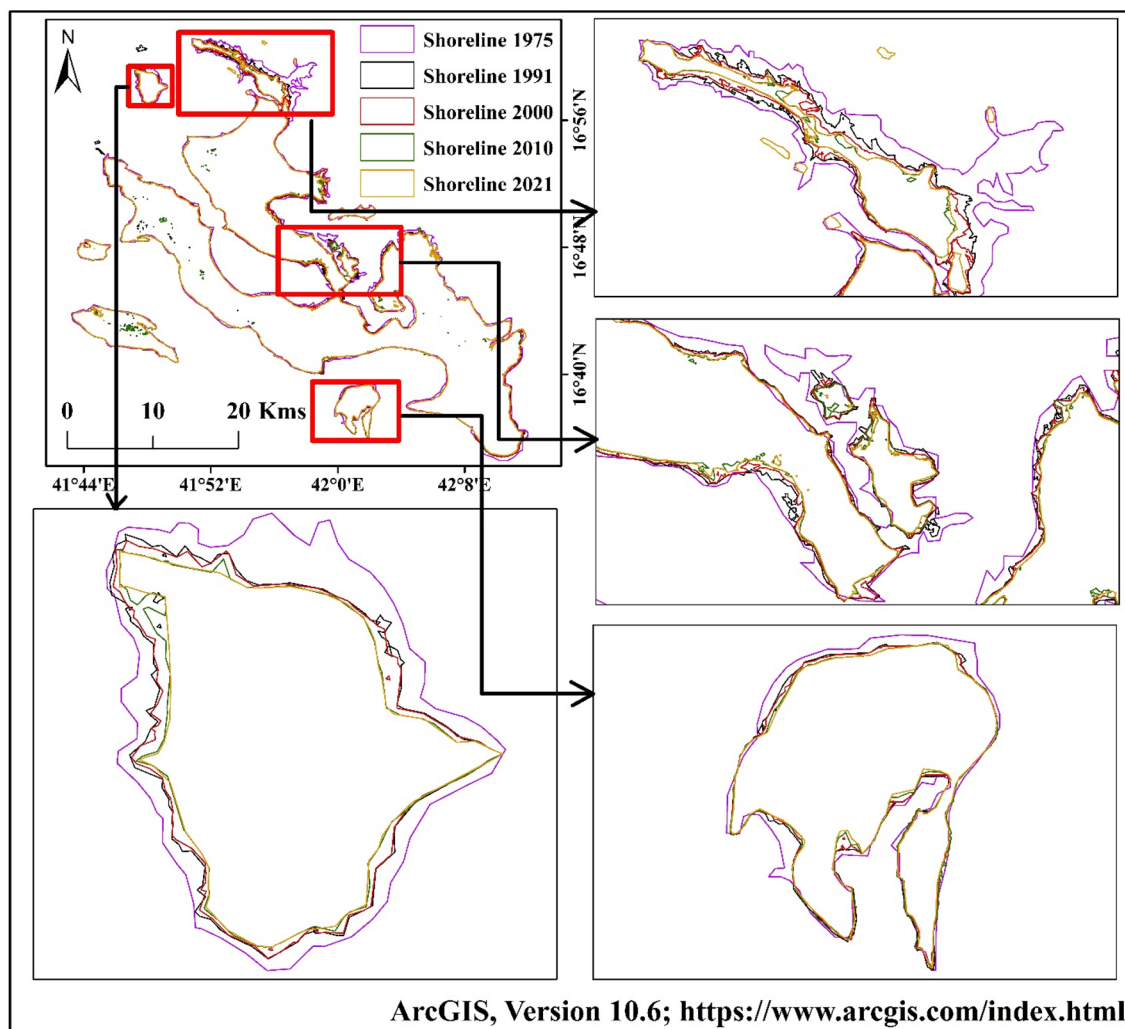 N
Shoreline 1975
Shoreline 1991
Shoreline 2000
Shoreline 2010
Shoreline 2021
16°56'N
16°48'N
16°40'N
0 10 20 Kms
41°44'E 41°52'E 42°0'E 42°8'E
ArcGIS, Version 10.6; https://www.arcgis.com/index.html